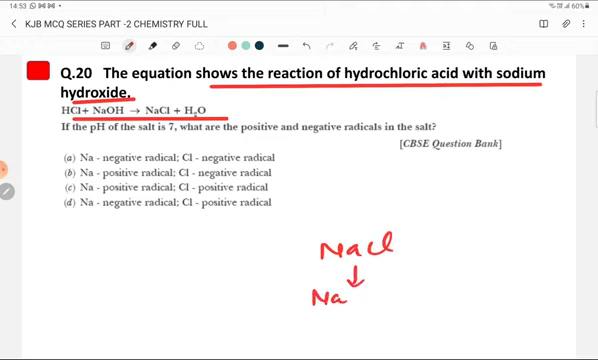 14:53
60%
KJB MCQ SERIES PART -2 CHEMISTRY FULL
Q.20 The equation shows the reaction of hydrochloric acid with sodium
hydroxide.
HCl+ NaOH → NaCl + H₂O
If the pH of the salt is 7, what are the positive and negative radicals in the salt?
[CBSE Question Bank]
(a) Na - negative radical; Cl - negative radical
(b) Na - positive radical; Cl - negative radical
(c) Na - positive radical; Cl - positive radical
(d) Na - negative radical; Cl - positive radical
NaCl
↓
Na